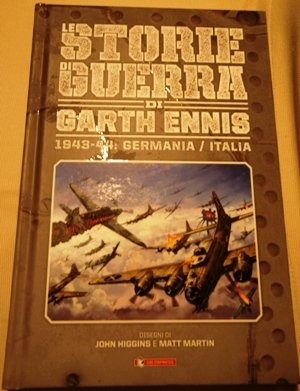 LE
STORIE
DI
GUERRA
DI
GARTH ENNIS
1943-44: GERMANIA / ITALIA
DISEGNI DI
JOHN HIGGINS E MATT MARTIN